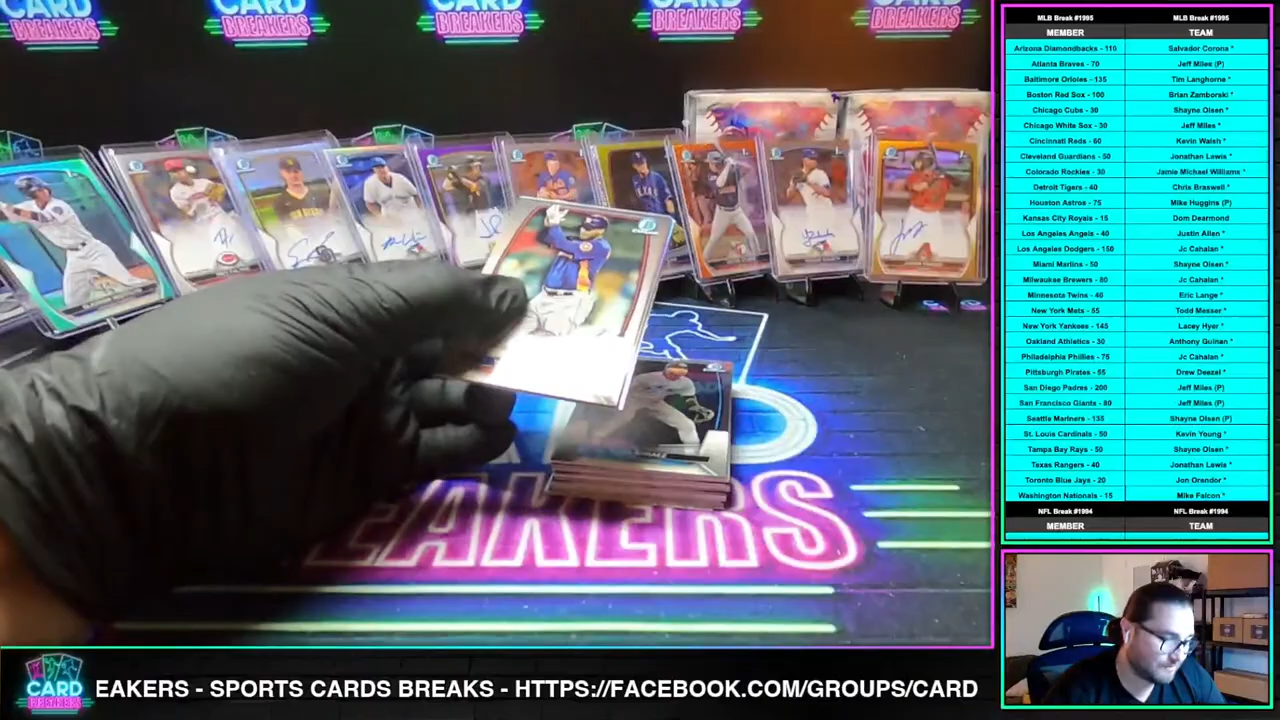 CARD
BREAKERS
CARD
BREAKERS
CARD
BREAKERS
CARD
BREAKERS
CARD
BREAKERS
TEXAS
EAKERS
MLB Break #1995 MLB Break #1995
MEMBER TEAM
Arizona Diamondbacks - 110 Salvador Corona *
Atlanta Braves - 70 Jeff Miles (P)
Baltimore Orioles - 135 Tim Langhorne *
Boston Red Sox - 100 Brian Zamborski *
Chicago Cubs - 30 Shayne Olsen *
Chicago White Sox - 30 Jeff Miles *
Cincinnati Reds - 60 Kevin Walsh *
Cleveland Guardians - 50 Jonathan Lawis *
Colorado Rockies - 30 Jamie Michael Williams *
Detroit Tigers - 40 Chris Braswell *
Houston Astros - 75 Mike Huggins (P)
Kansas City Royals - 15 Dom Dearmond
Los Angeles Angels - 40 Justin Allen *
Los Angeles Dodgers - 150 Jc Cahalan *
Miami Marlins - 50 Shayne Olsen *
Milwaukee Brewers - 80 Jc Cahalan *
Minnesota Twins - 40 Eric Lange *
New York Mets - 55 Todd Messer *
New York Yankees - 145 Lacey Hyer *
Oakland Athletics - 30 Anthony Guinan *
Philadelphia Phillies - 75 Jc Cahalan *
Pittsburgh Pirates - 55 Drew Deezel *
San Diego Padres - 200 Jeff Miles (P)
San Francisco Giants - 80 Jeff Miles (P)
Seattle Mariners - 135 Shayne Olsen (P)
St. Louis Cardinals - 50 Kevin Young *
Tampa Bay Rays - 50 Shayne Olsen *
Texas Rangers - 40 Jonathan Lawis *
Toronto Blue Jays - 20 Jon Orendor *
Washington Nationals - 15 Mike Falcon *
NFL Break #1994 NFL Break #1994
MEMBER TEAM
CARD
BREAKERS
EAKERS - SPORTS CARDS BREAKS - HTTPS://FACEBOOK.COM/GROUPS/CARD